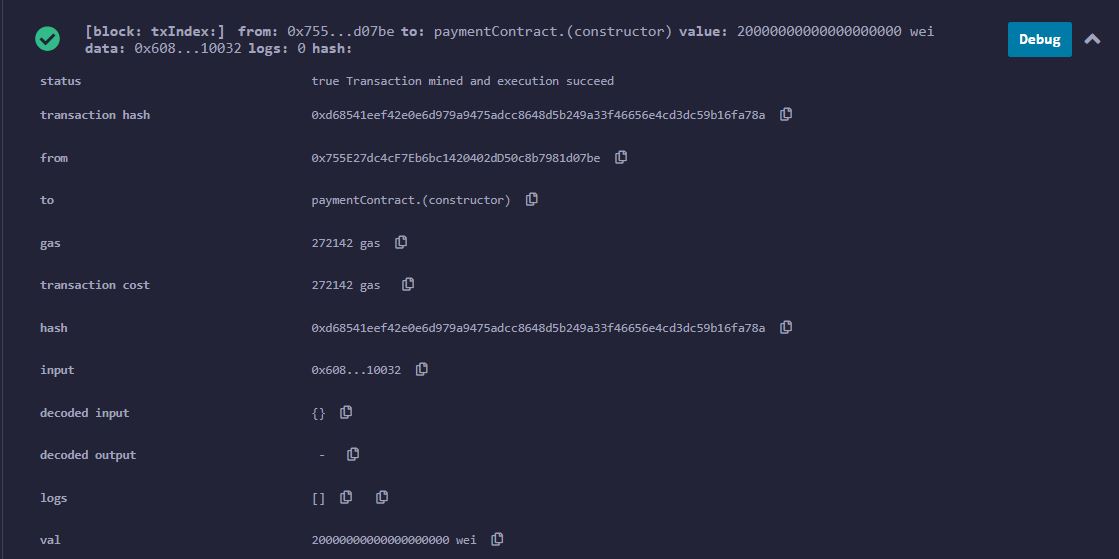 [block: txIndex:] from: 0x755...d07be to: paymentContract.(constructor) value: 20000000000000000000 wei
data: 0x608...10032 logs: 0 hash:
Debug
status true Transaction mined and execution succeed
transaction hash 0xd68541eef42e0e6d979a9475adcc8648d5b249a33f46656e4cd3dc59b16fa78a
from 0x755E27dc4cF7Eb6bc1420402dD50c8b7981d07be
to paymentContract.(constructor)
gas 272142 gas
transaction cost 272142 gas
hash 0xd68541eef42e0e6d979a9475adcc8648d5b249a33f46656e4cd3dc59b16fa78a
input 0x608...10032
decoded input {}
decoded output -
logs []
val 20000000000000000000 wei